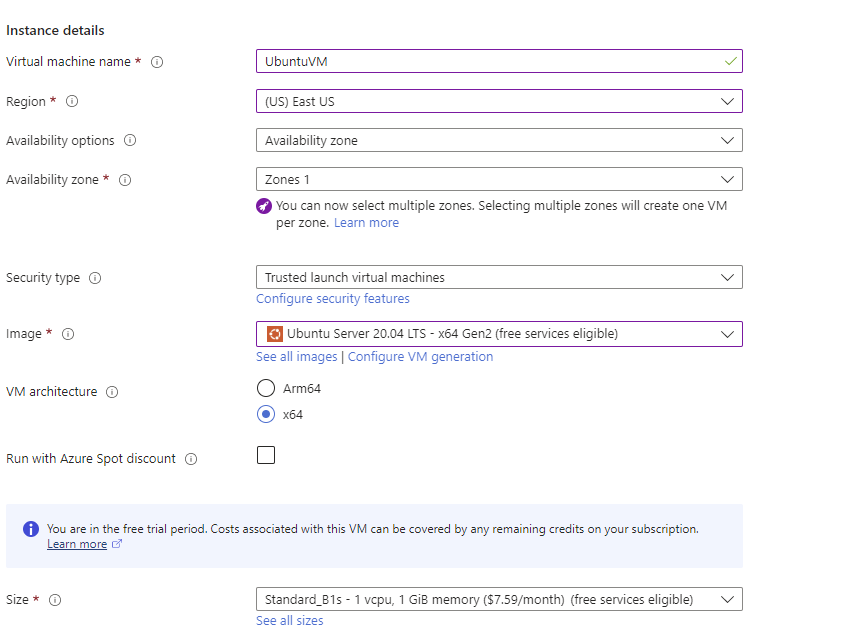 Instance details
Virtual machine name *
UbuntuVM
Region *
(US) East US
Availability options
Availability zone
Availability zone *
Zones 1
You can now select multiple zones. Selecting multiple zones will create one VM
per zone. Learn more
Security type
Trusted launch virtual machines
Configure security features
Image *
Ubuntu Server 20.04 LTS - x64 Gen2 (free services eligible)
See all images | Configure VM generation
VM architecture
Arm64
x64
Run with Azure Spot discount
You are in the free trial period. Costs associated with this VM can be covered by any remaining credits on your subscription.
Learn more
Size *
Standard_B1s - 1 vcpu, 1 GiB memory ($7.59/month) (free services eligible)
See all sizes